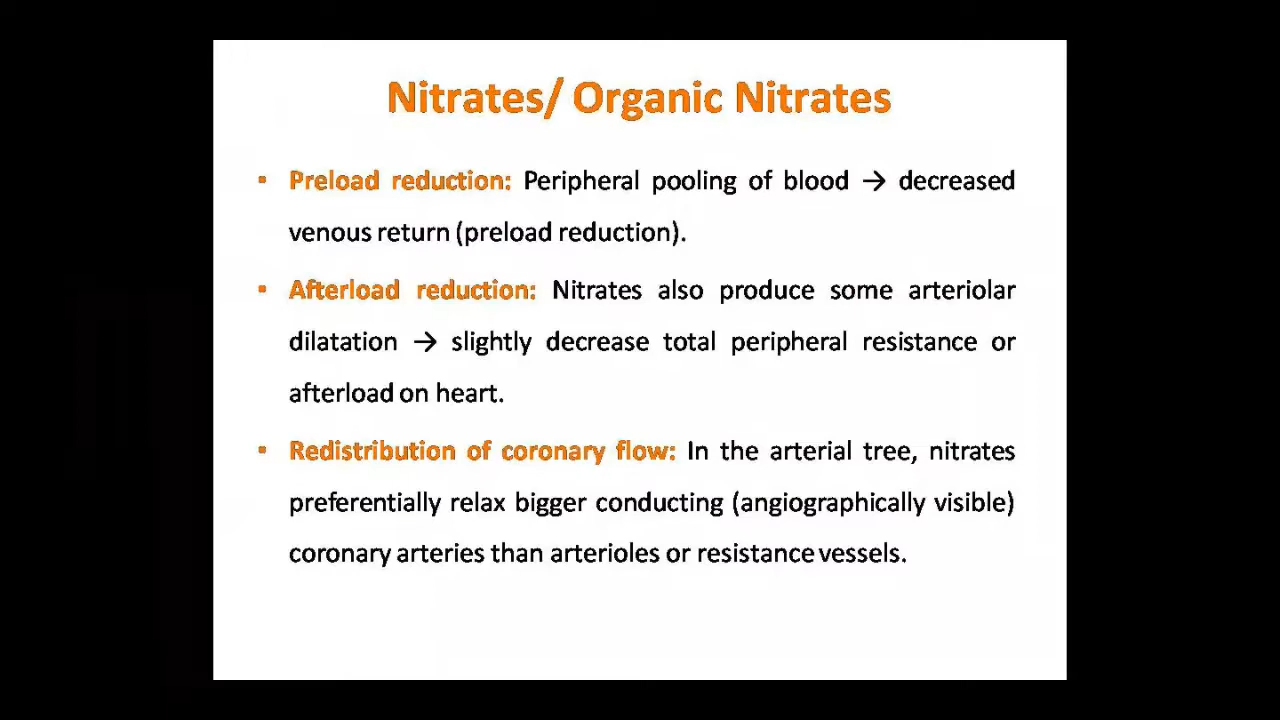 Nitrates/ Organic Nitrates
▪ Preload reduction: Peripheral pooling of blood → decreased
venous return (preload reduction).
▪ Afterload reduction: Nitrates also produce some arteriolar
dilatation → slightly decrease total peripheral resistance or
afterload on heart.
▪ Redistribution of coronary flow: In the arterial tree, nitrates
preferentially relax bigger conducting (angiographically visible)
coronary arteries than arterioles or resistance vessels.